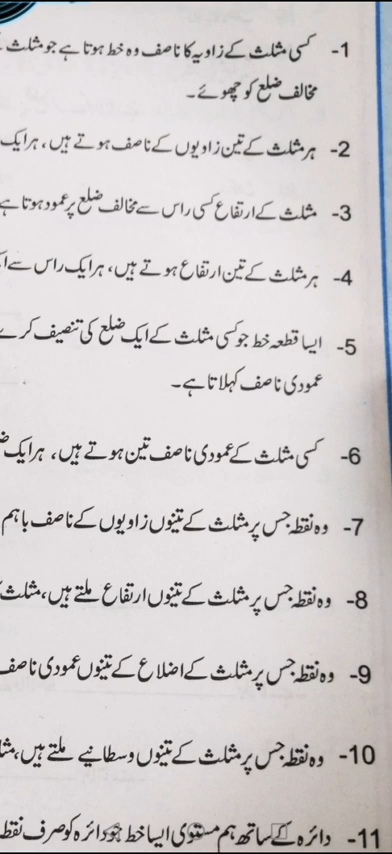 1- کسی مثلث کے زاویہ کا ناصف وہ خط ہوتا ہے جو مثلث
مخالف ضلع کو چھوئے۔
2- ہر مثلث کے تین زاویوں کے ناصف ہوتے ہیں، ہر ایک
3- مثلث کے ارتفاع کسی راس سے مخالف ضلع پر عمود ہوتا ہے
4- ہر مثلث کے تین ارتفاع ہوتے ہیں، ہر ایک راس سے
5- ایسا قطعہ خط جو کسی مثلث کے ایک ضلع کی تنصیف کرے
عمودی ناصف کہلاتا ہے۔
6- کسی مثلث کے عمودی ناصف تین ہوتے ہیں، ہر ایک
7- وہ نقطہ جس پر مثلث کے تینوں زاویوں کے ناصف باہم
8- وہ نقطہ جس پر مثلث کے تینوں ارتفاع ملتے ہیں، مثلث
9- وہ نقطہ جس پر مثلث کے اضلاع کے تینوں عمودی ناصف
10- وہ نقطہ جس پر مثلث کے تینوں وسطانیے ملتے ہیں،
11- دائرہ کے ساتھ ہم مستوی ایسا خط جو دائرہ کو صرف نقطہ